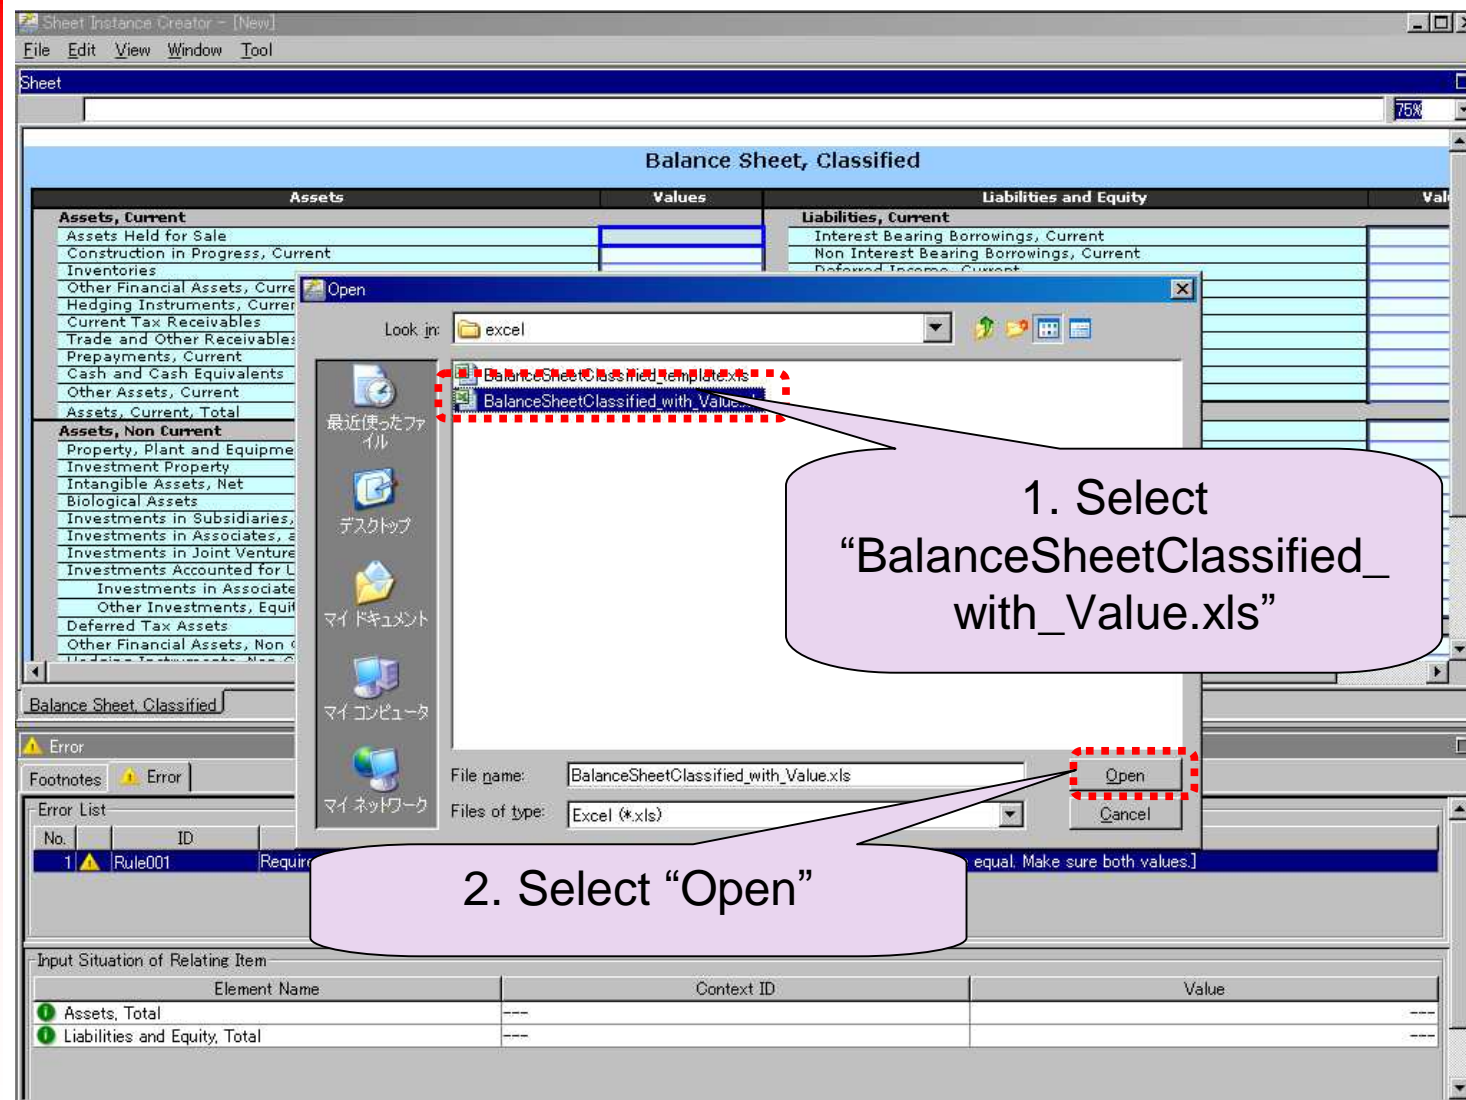 Sheet Instance Creator - [New]
File Edit View Window Tool
Sheet
75%
Balance Sheet, Classified
Assets Values Liabilities and Equity
Assets, Current Liabilities, Current
Assets Held for Sale Interest Bearing Borrowings, Current
Construction in Progress, Current Non Interest Bearing Borrowings, Current
Inventories Deferred Income, Current
Other Financial Assets,
Hedging Instruments,
Current Tax Receivables
Trade and Other Receivables
Prepayments, Current
Cash and Cash Equivalents
Other Assets, Current
Assets, Current, Total
Assets, Non Current
Property, Plant and
Investment Property
Intangible Assets, Net
Biological Assets
Investments in Subsidiaries,
Investments in Associates,
Investments in Joint
Investments Accounted for
Investments in
Other Investments,
Deferred Tax Assets
Other Financial Assets, Non
Balance Sheet, Classified
Open
Look in: excel
BalanceSheetClassified_template.xls
BalanceSheetClassified_with_Value
最近使ったファ
イル
デスクトップ
マイ ドキュメント
マイ コンピュータ
マイ ネットワーク
File name: BalanceSheetClassified_with_Value.xls Open
Files of type: Excel (*.xls) Cancel
1. Select
“BalanceSheetClassified_
with_Value.xls”
2. Select “Open”
Error
Footnotes Error
Error List
No. ID
1 Rule001 equal. Make sure both values.]
Input Situation of Relating Item
Element Name Context ID Value
Assets, Total --- ---
Liabilities and Equity, Total --- ---